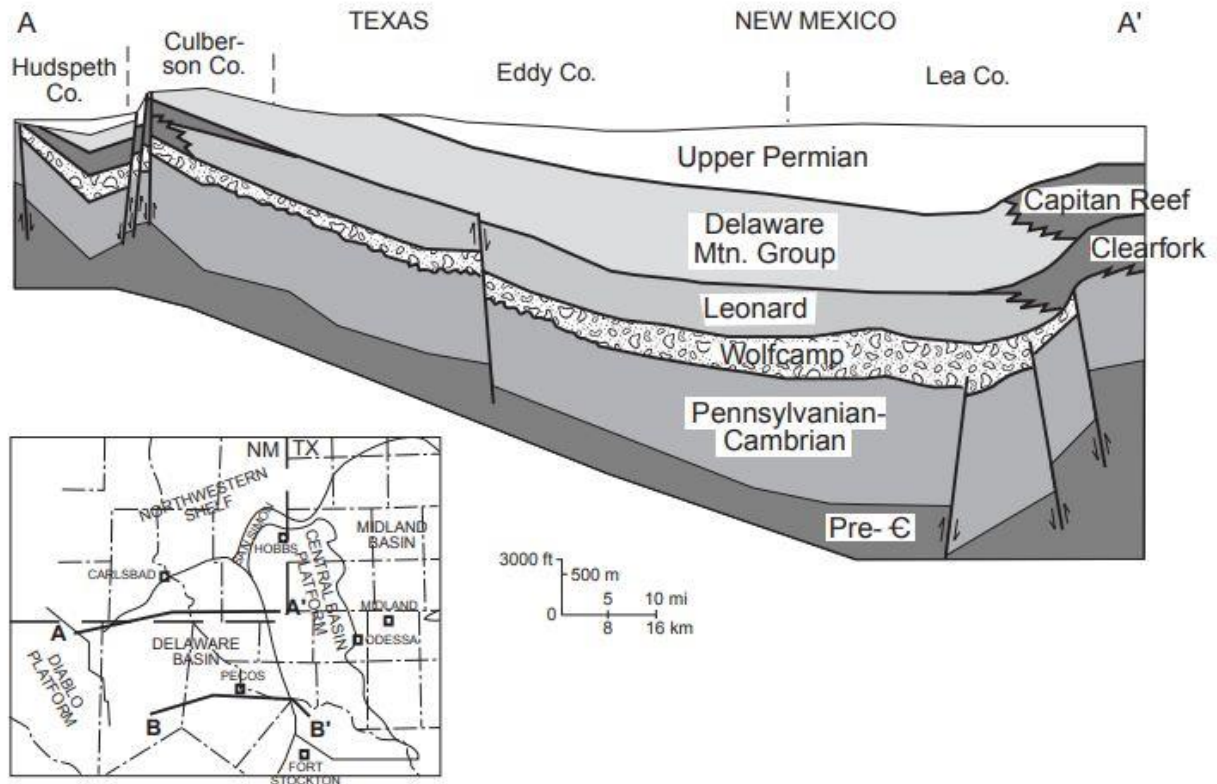 A
TEXAS
NEW MEXICO
A'
Hudspeth
Co.
Culber-
son Co.
Eddy Co.
Lea Co.
Upper Permian
Capitan Reef
Delaware
Mtn. Group
Clearfork
Leonard
Wolfcamp
Pennsylvanian-
Cambrian
Pre- Є
NM
TX
NORTHWESTERN
SHELF
SAN SIMON
HOBBS
CENTRAL BASIN
PLATFORM
MIDLAND
BASIN
CARLSBAD
A
A'
MIDLAND
DELAWARE
BASIN
ODESSA
DIABLO
PLATFORM
PECOS
B
B'
FORT
STOCKTON
3000 ft
500 m
0
5
10 mi
8
16 km